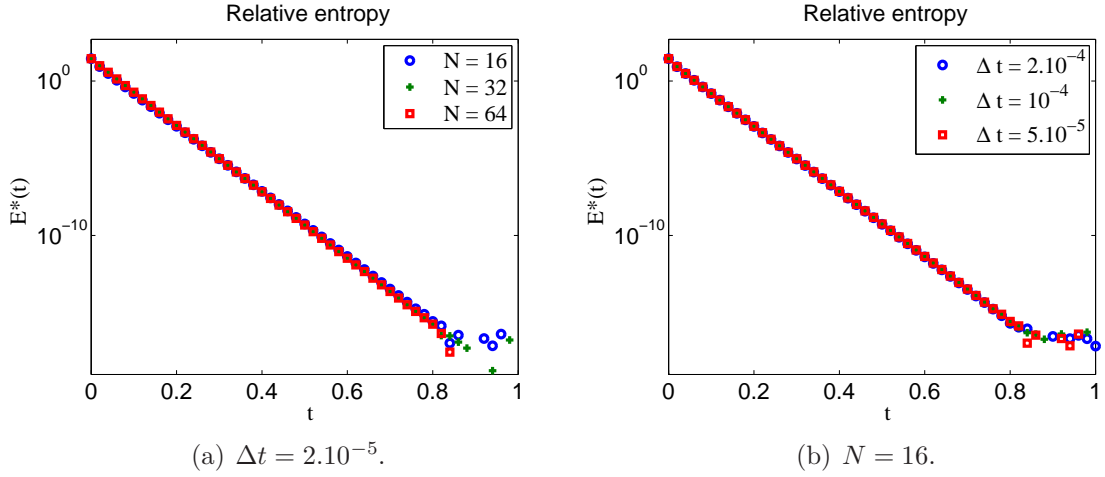 Relative entropy
10^0
10^-10
E*(t)
N = 16
N = 32
N = 64
0 0.2 0.4 0.6 0.8 1
t
(a) Δt = 2.10^-5.
Relative entropy
10^0
10^-10
E*(t)
Δ t = 2.10^-4
Δ t = 10^-4
Δ t = 5.10^-5
0 0.2 0.4 0.6 0.8 1
t
(b) N = 16.